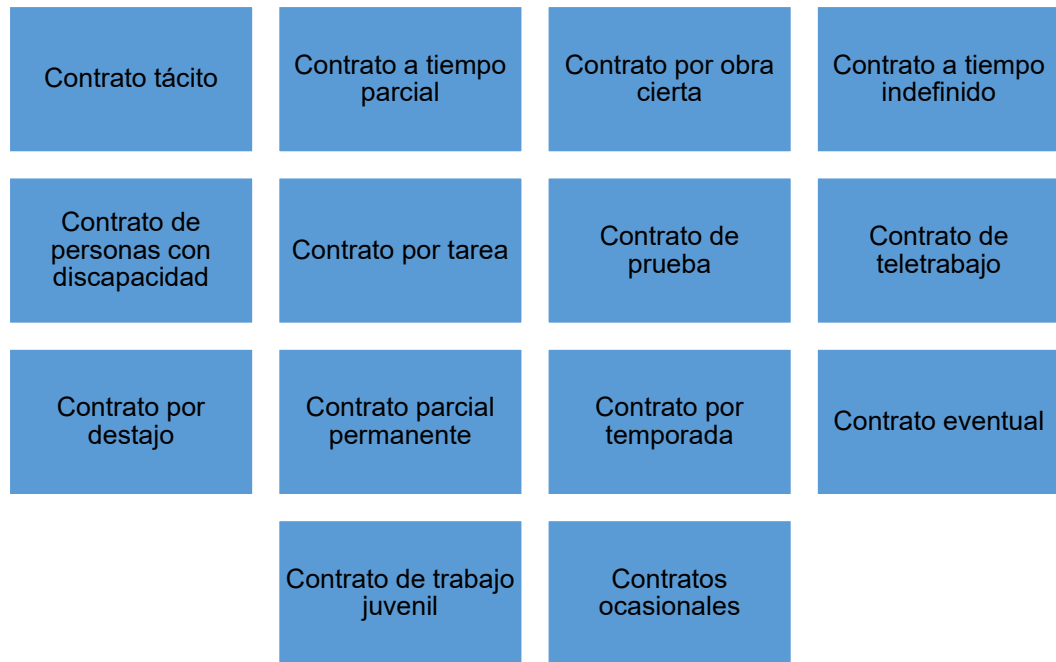 Contrato tácito
Contrato a tiempo
parcial
Contrato por obra
cierta
Contrato a tiempo
indefinido
Contrato de
personas con
discapacidad
Contrato por tarea
Contrato de
prueba
Contrato de
teletrabajo
Contrato por
destajo
Contrato parcial
permanente
Contrato por
temporada
Contrato eventual
Contrato de trabajo
juvenil
Contratos
ocasionales